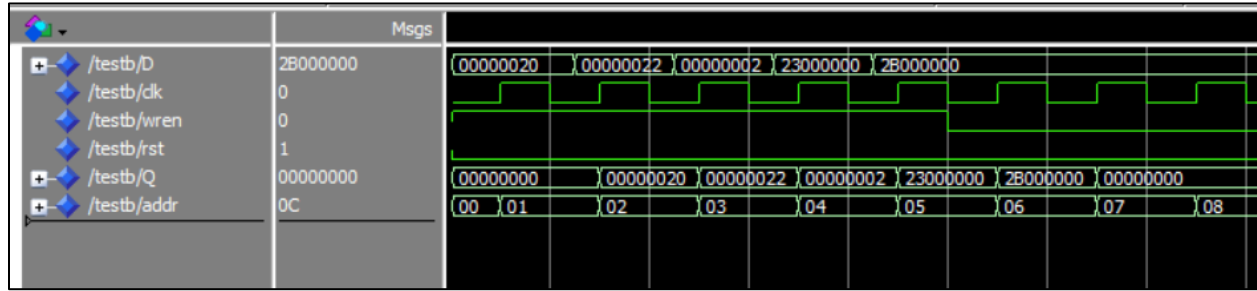 Msgs
/testb/D 2B000000 00000020 00000022 00000002 23000000 2B000000
/testb/clk 0
/testb/wren 0
/testb/rst 1
/testb/Q 00000000 00000000 00000020 00000022 00000002 23000000 2B000000 00000000
/testb/addr 0C 00 01 02 03 04 05 06 07 08